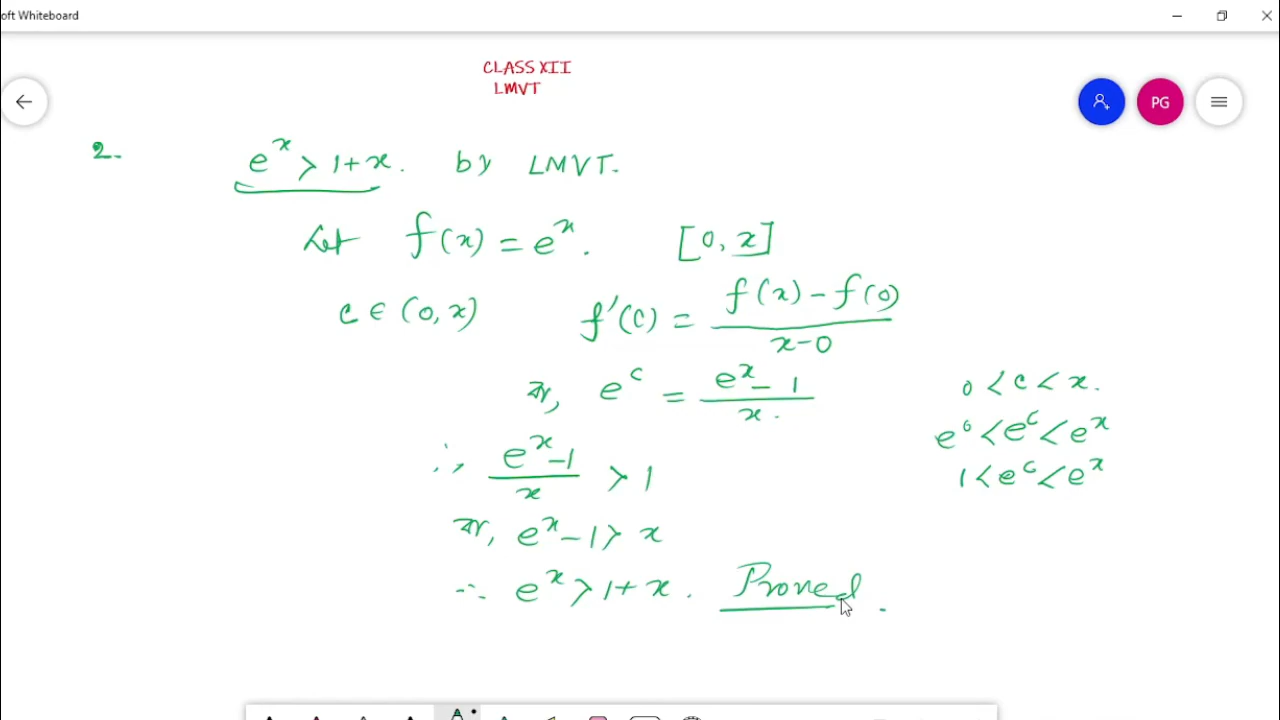 oft Whiteboard
CLASS XII
LMVT
PG
2. e^x > 1+x. by LMVT.
Let f(x) = e^x. [0, x]
c ∈ (0, x) f'(c) = (f(x) - f(0))/(x-0)
or, e^c = (e^x - 1)/x. 0 < c < x.
e^0 < e^c < e^x
∴, (e^x - 1)/x > 1 1 < e^c < e^x
or, e^x - 1 > x
∴ e^x > 1+x. Proved.